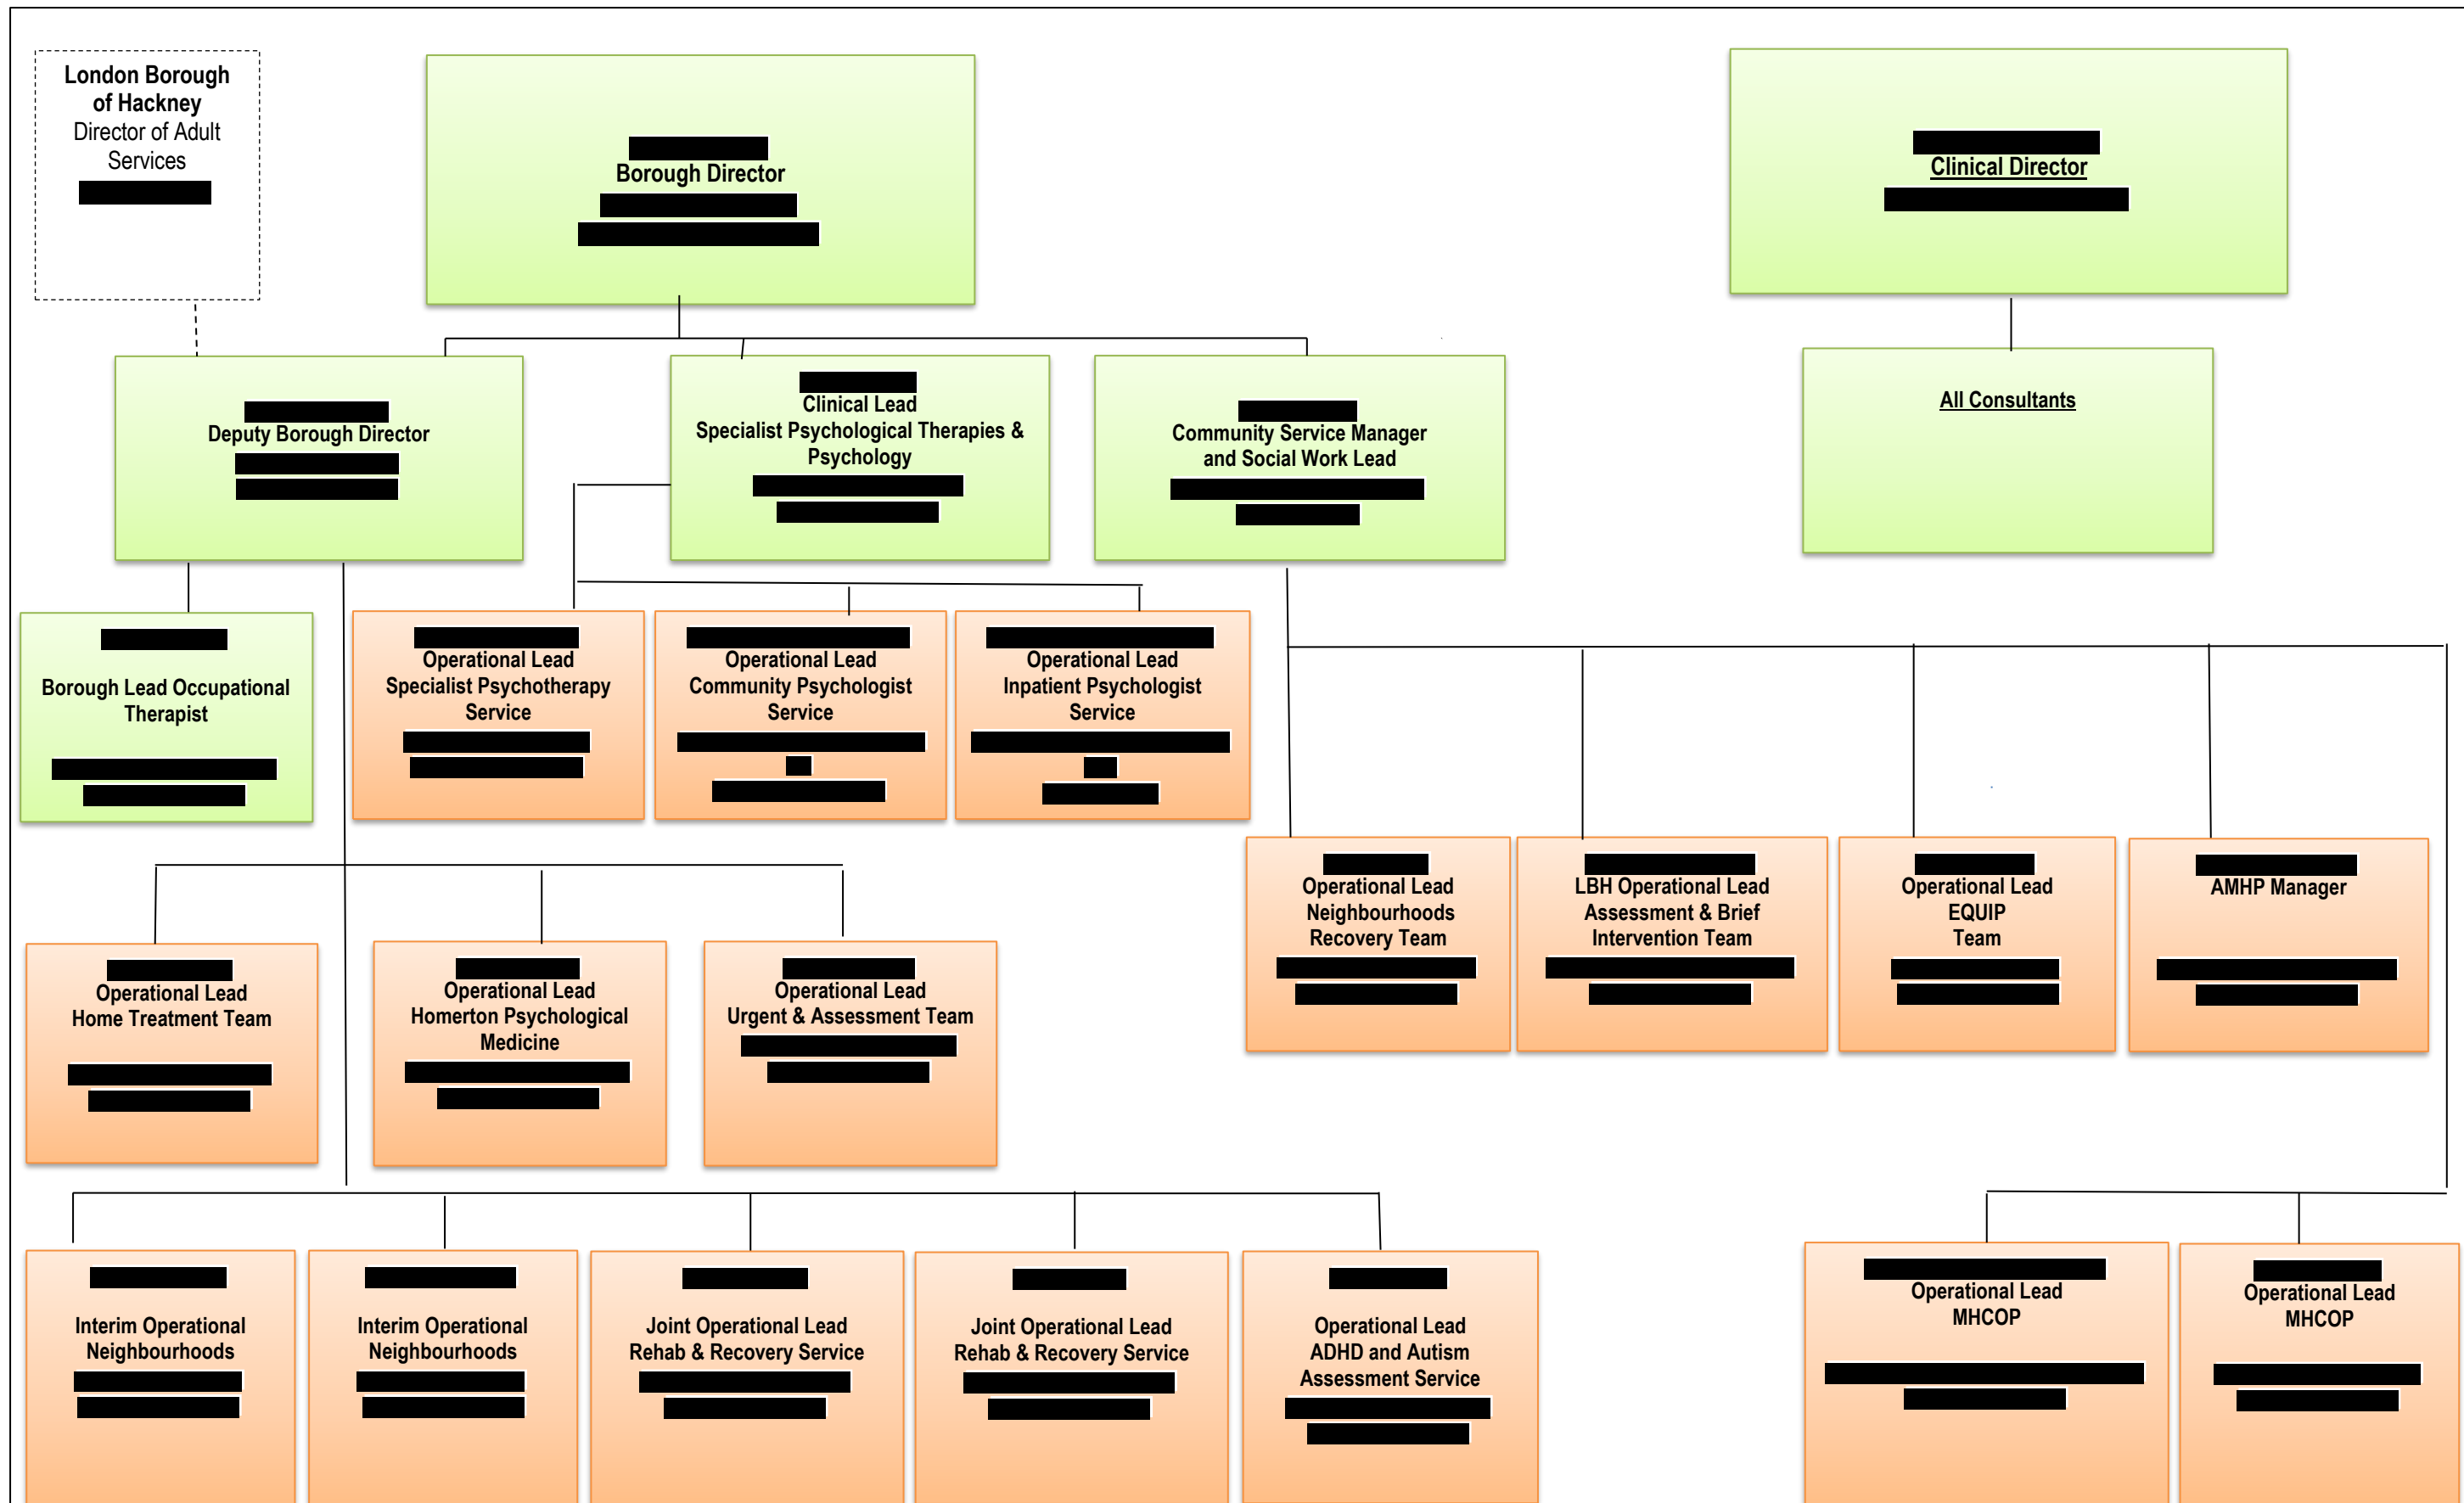 London Borough
of Hackney
Director of Adult
Services
Borough Director
Clinical Director
Deputy Borough Director
Clinical Lead
Specialist Psychological Therapies &
Psychology
Community Service Manager
and Social Work Lead
All Consultants
Borough Lead Occupational
Therapist
Operational Lead
Specialist Psychotherapy
Service
Operational Lead
Community Psychologist
Service
Operational Lead
Inpatient Psychologist
Service
Operational Lead
Neighbourhoods
Recovery Team
LBH Operational Lead
Assessment & Brief
Intervention Team
Operational Lead
EQUIP
Team
AMHP Manager
Operational Lead
Home Treatment Team
Operational Lead
Homerton Psychological
Medicine
Operational Lead
Urgent & Assessment Team
Interim Operational
Neighbourhoods
Interim Operational
Neighbourhoods
Joint Operational Lead
Rehab & Recovery Service
Joint Operational Lead
Rehab & Recovery Service
Operational Lead
ADHD and Autism
Assessment Service
Operational Lead
MHCOP
Operational Lead
MHCOP